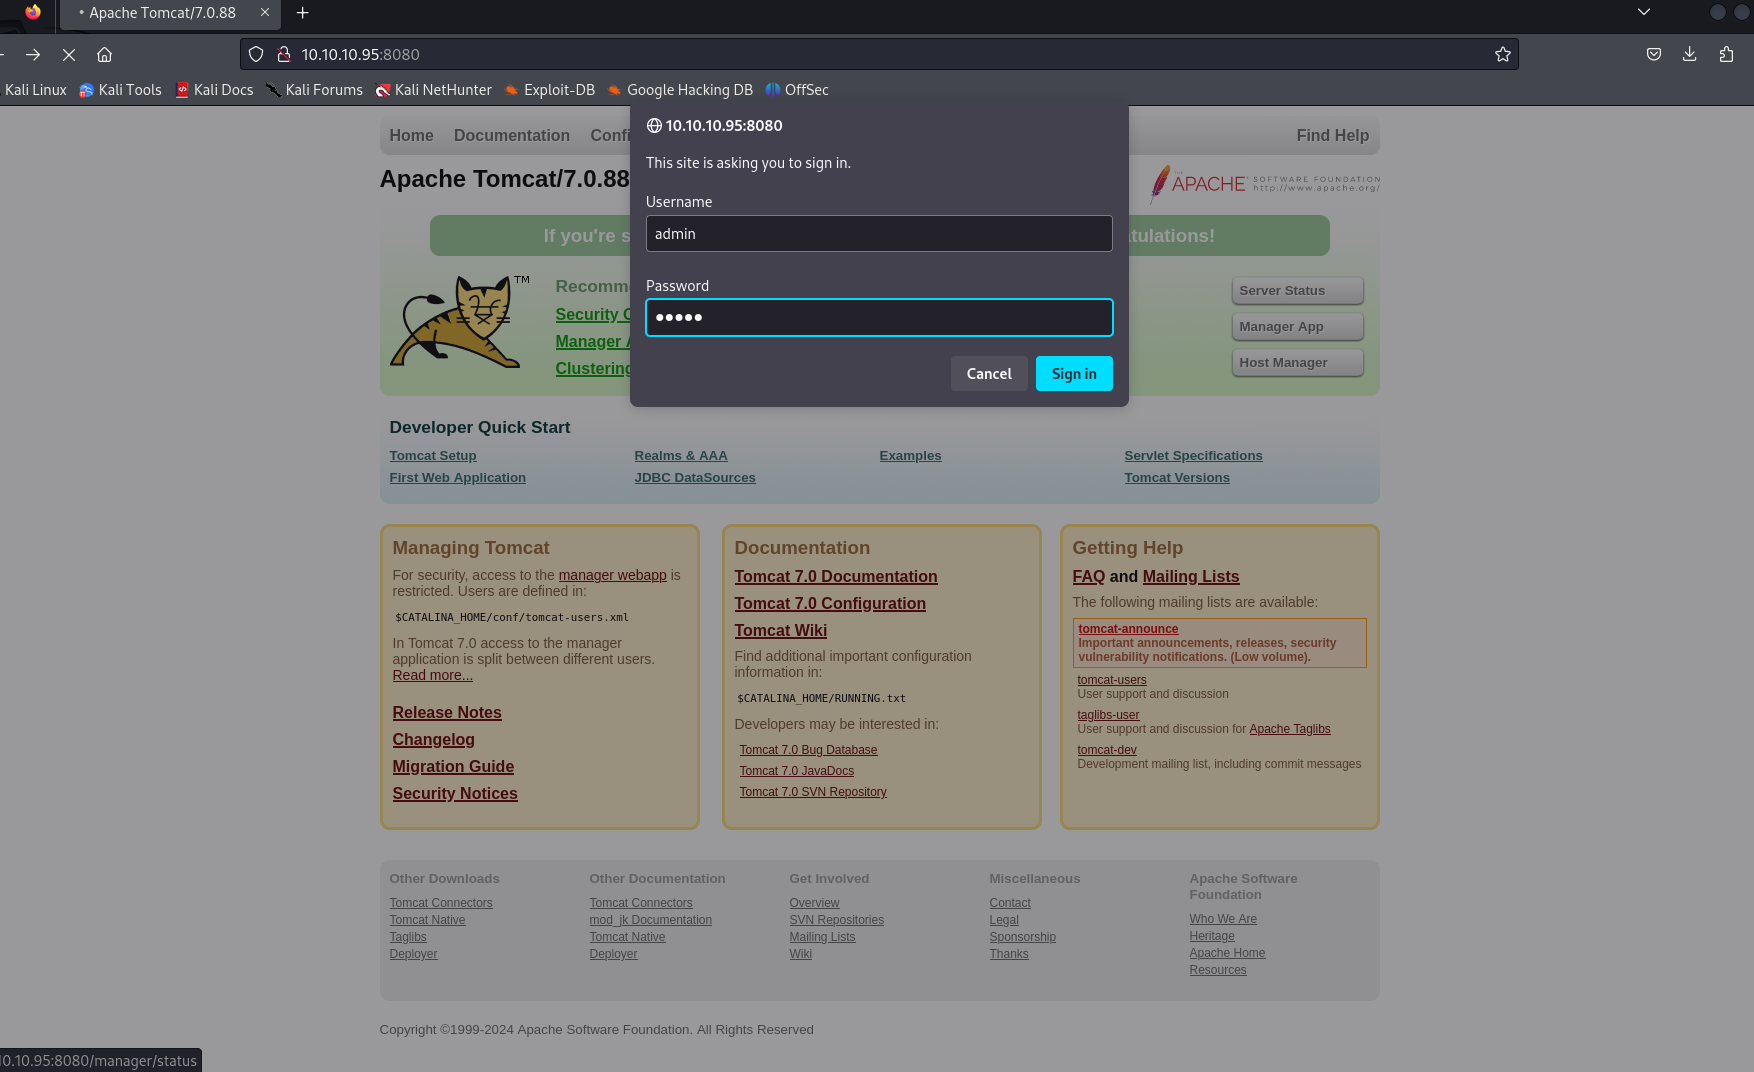 Apache Tomcat/7.0.88
10.10.10.95:8080
Kali Linux Kali Tools Kali Docs Kali Forums Kali NetHunter Exploit-DB Google Hacking DB OffSec
10.10.10.95:8080
This site is asking you to sign in.
Username
admin
Password
Cancel Sign in
Home Documentation Find Help
Apache Tomcat/7.0.88
THE APACHE SOFTWARE FOUNDATION
http://www.apache.org/
If you're
TM
Security
Manager
Clustering
Server Status
Manager App
Host Manager
Developer Quick Start
Tomcat Setup Realms & AAA Examples Servlet Specifications
First Web Application JDBC DataSources Tomcat Versions
Managing Tomcat
For security, access to the manager webapp is
restricted. Users are defined in:
$CATALINA_HOME/conf/tomcat-users.xml
In Tomcat 7.0 access to the manager
application is split between different users.
Read more...
Release Notes
Changelog
Migration Guide
Security Notices
Documentation
Tomcat 7.0 Documentation
Tomcat 7.0 Configuration
Tomcat Wiki
Find additional important configuration
information in:
$CATALINA_HOME/RUNNING.txt
Developers may be interested in:
Tomcat 7.0 Bug Database
Tomcat 7.0 JavaDocs
Tomcat 7.0 SVN Repository
Getting Help
FAQ and Mailing Lists
The following mailing lists are available:
tomcat-announce
Important announcements, releases, security
vulnerability notifications. (Low volume).
tomcat-users
User support and discussion
taglibs-user
User support and discussion for Apache Taglibs
tomcat-dev
Development mailing list, including commit messages
Other Downloads
Tomcat Connectors
Tomcat Native
Taglibs
Deployer
Other Documentation
Tomcat Connectors
mod_jk Documentation
Tomcat Native
Deployer
Get Involved
Overview
SVN Repositories
Mailing Lists
Wiki
Miscellaneous
Contact
Legal
Sponsorship
Thanks
Apache Software
Foundation
Who We Are
Heritage
Apache Home
Resources
Copyright ©1999-2024 Apache Software Foundation. All Rights Reserved
10.10.95:8080/manager/status